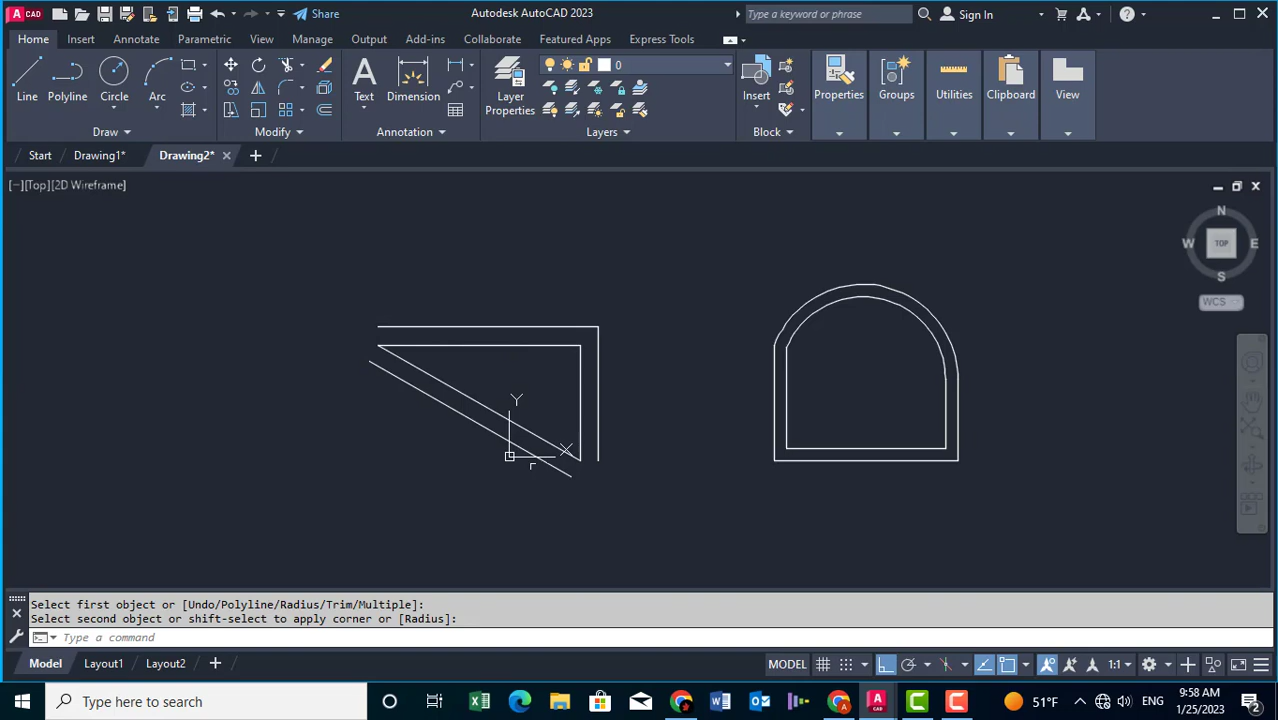 A CAD Share Autodesk AutoCAD 2023 Type a keyword or phrase Sign In
Home Insert Annotate Parametric View Manage Output Add-ins Collaborate Featured Apps Express Tools
0
Line Polyline Circle Arc Text Dimension Layer Properties Insert Properties Groups Utilities Clipboard View
Draw Modify Annotation Layers Block
Start Drawing1* Drawing2*
[−][Top][2D Wireframe]
N
W TOP E
S
WCS
Y
X
Select first object or [Undo/Polyline/Radius/Trim/Multiple]:
Select second object or shift-select to apply corner or [Radius]:
Type a command
Model Layout1 Layout2 MODEL 1:1
Type here to search 51°F ENG 9:58 AM
1/25/2023
2